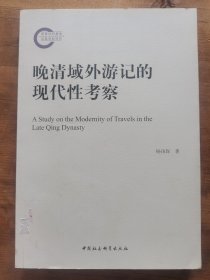 晚清域外游记的
现代性考察
A Study on the Modernity of Travels in the
Late Qing Dynasty
著
中国社会科学出版社